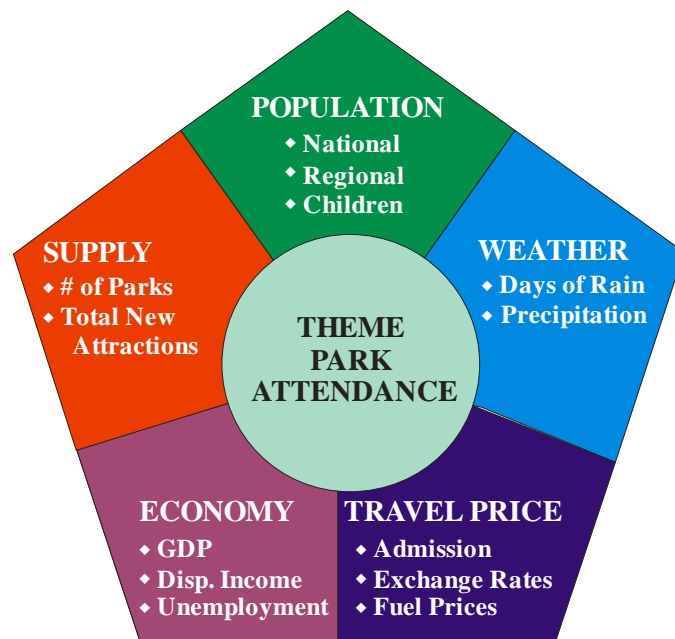 POPULATION
◆ National
◆ Regional
◆ Children
SUPPLY
◆ # of Parks
◆ Total New
Attractions
WEATHER
◆ Days of Rain
◆ Precipitation
THEME
PARK
ATTENDANCE
ECONOMY
◆ GDP
◆ Disp. Income
◆ Unemployment
TRAVEL PRICE
◆ Admission
◆ Exchange Rates
◆ Fuel Prices